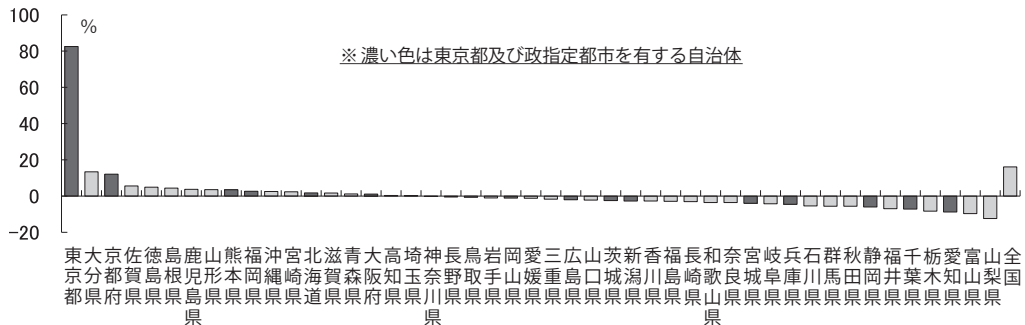 100
%
80
※濃い色は東京都及び政指定都市を有する自治体
60
40
20
0
-20
東京都
大分県
京都府
佐賀県
徳島県
島根県
鹿児島県
山形県
熊本県
福岡県
沖縄県
宮崎県
北海道
滋賀県
青森県
大阪府
高知県
埼玉県
神奈川県
長野県
鳥取県
岩手県
岡山県
愛媛県
三重県
広島県
山口県
茨城県
新潟県
香川県
福島県
長崎県
和歌山県
奈良県
宮城県
岐阜県
兵庫県
石川県
群馬県
秋田県
静岡県
福井県
千葉県
栃木県
愛知県
富山県
山梨県
全国